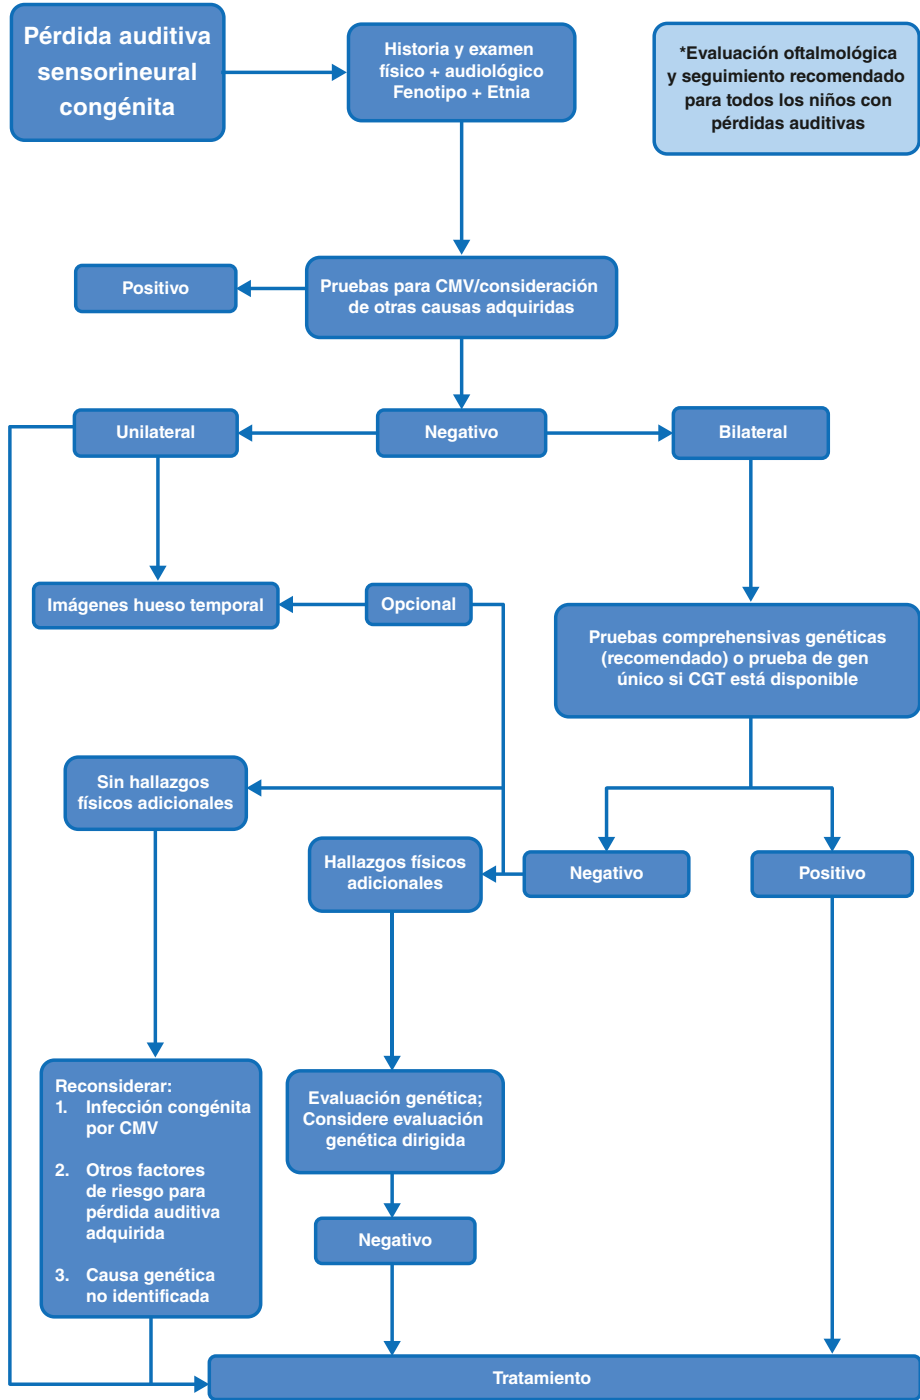 Pérdida auditiva
sensorineural
congénita
Historia y examen
físico + audiológico
Fenotipo + Etnia
*Evaluación oftalmológica
y seguimiento recomendado
para todos los niños con
pérdidas auditivas
Positivo
Pruebas para CMV/consideración
de otras causas adquiridas
Unilateral
Negativo
Bilateral
Imágenes hueso temporal
Opcional
Pruebas comprehensivas genéticas
(recomendado) o prueba de gen
único si CGT está disponible
Sin hallazgos
físicos adicionales
Hallazgos físicos
adicionales
Negativo
Positivo
Reconsiderar:
1. Infección congénita
por CMV
2. Otros factores
de riesgo para
pérdida auditiva
adquirida
3. Causa genética
no identificada
Evaluación genética;
Considere evaluación
genética dirigida
Negativo
Tratamiento